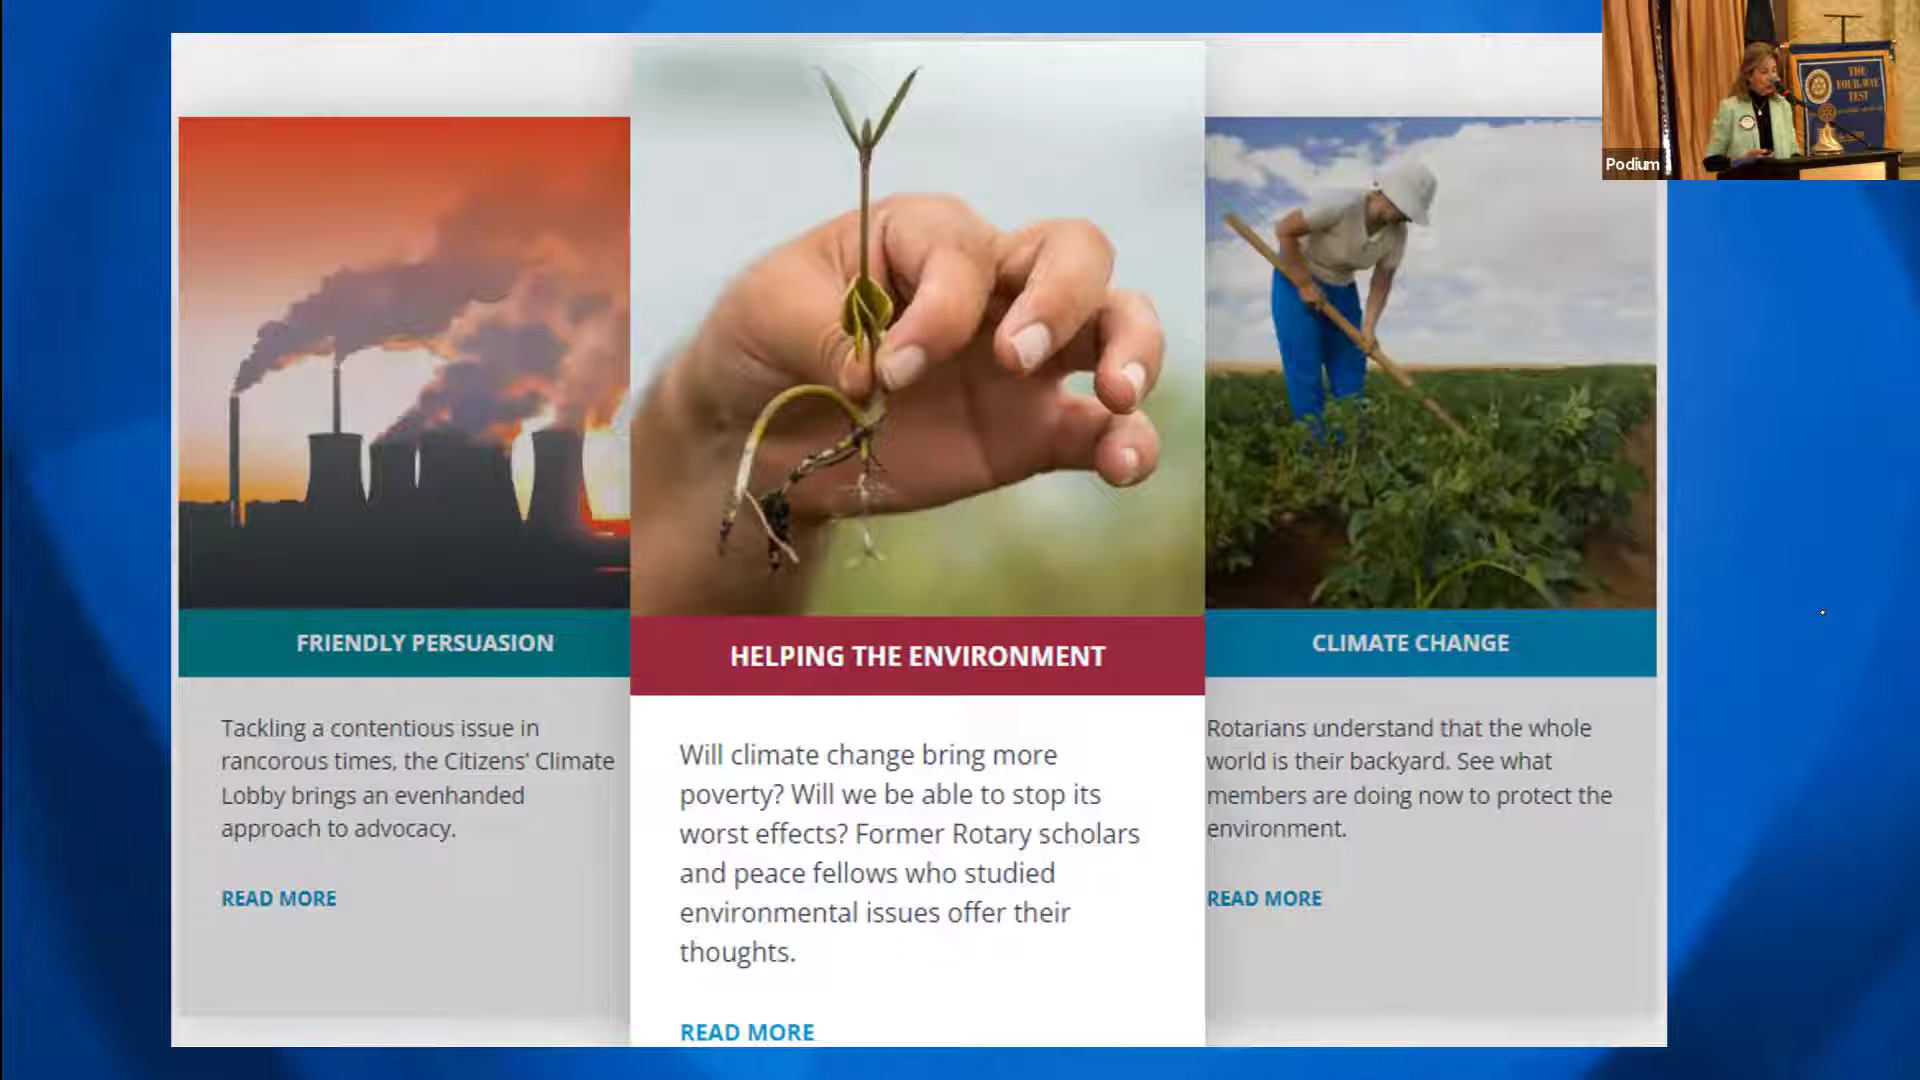 THE
FOUR-WAY
TEST
Podium
FRIENDLY PERSUASION
Tackling a contentious issue in
rancorous times, the Citizens' Climate
Lobby brings an evenhanded
approach to advocacy.
READ MORE
HELPING THE ENVIRONMENT
Will climate change bring more
poverty? Will we be able to stop its
worst effects? Former Rotary scholars
and peace fellows who studied
environmental issues offer their
thoughts.
READ MORE
CLIMATE CHANGE
Rotarians understand that the whole
world is their backyard. See what
members are doing now to protect the
environment.
READ MORE